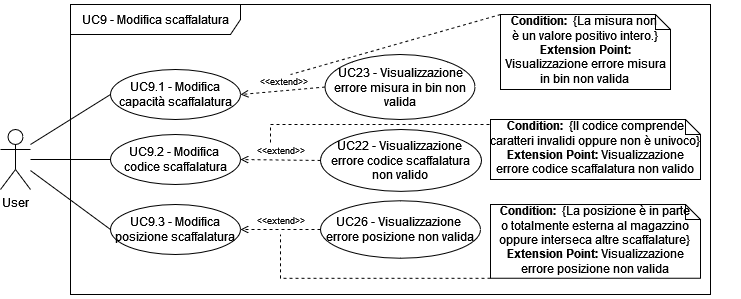 UC9 - Modifica scaffalatura
Condition: {La misura non
è un valore positivo intero.}
Extension Point:
Visualizzazione errore misura
in bin non valida
UC9.1 - Modifica
capacità scaffalatura
<<extend>>
UC23 - Visualizzazione
errore misura in bin non
valida
Condition: {Il codice comprende
caratteri invalidi oppure non è univoco}
Extension Point: Visualizzazione
errore codice scaffalatura non valido
UC9.2 - Modifica
codice scaffalatura
<<extend>>
UC22 - Visualizzazione
errore codice scaffalatura
non valido
User
UC9.3 - Modifica
posizione scaffalatura
<<extend>>
UC26 - Visualizzazione
errore posizione non valida
Condition: {La posizione è in parte
o totalmente esterna al magazzino
oppure interseca altre scaffalature}
Extension Point: Visualizzazione
errore posizione non valida